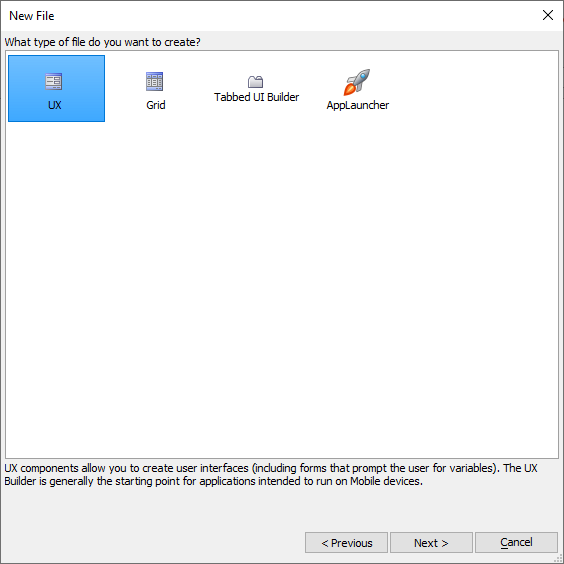 New File
What type of file do you want to create?
UX
Grid
Tabbed UI Builder
AppLauncher
UX components allow you to create user interfaces (including forms that prompt the user for variables). The UX
Builder is generally the starting point for applications intended to run on Mobile devices.
< Previous
Next >
Cancel